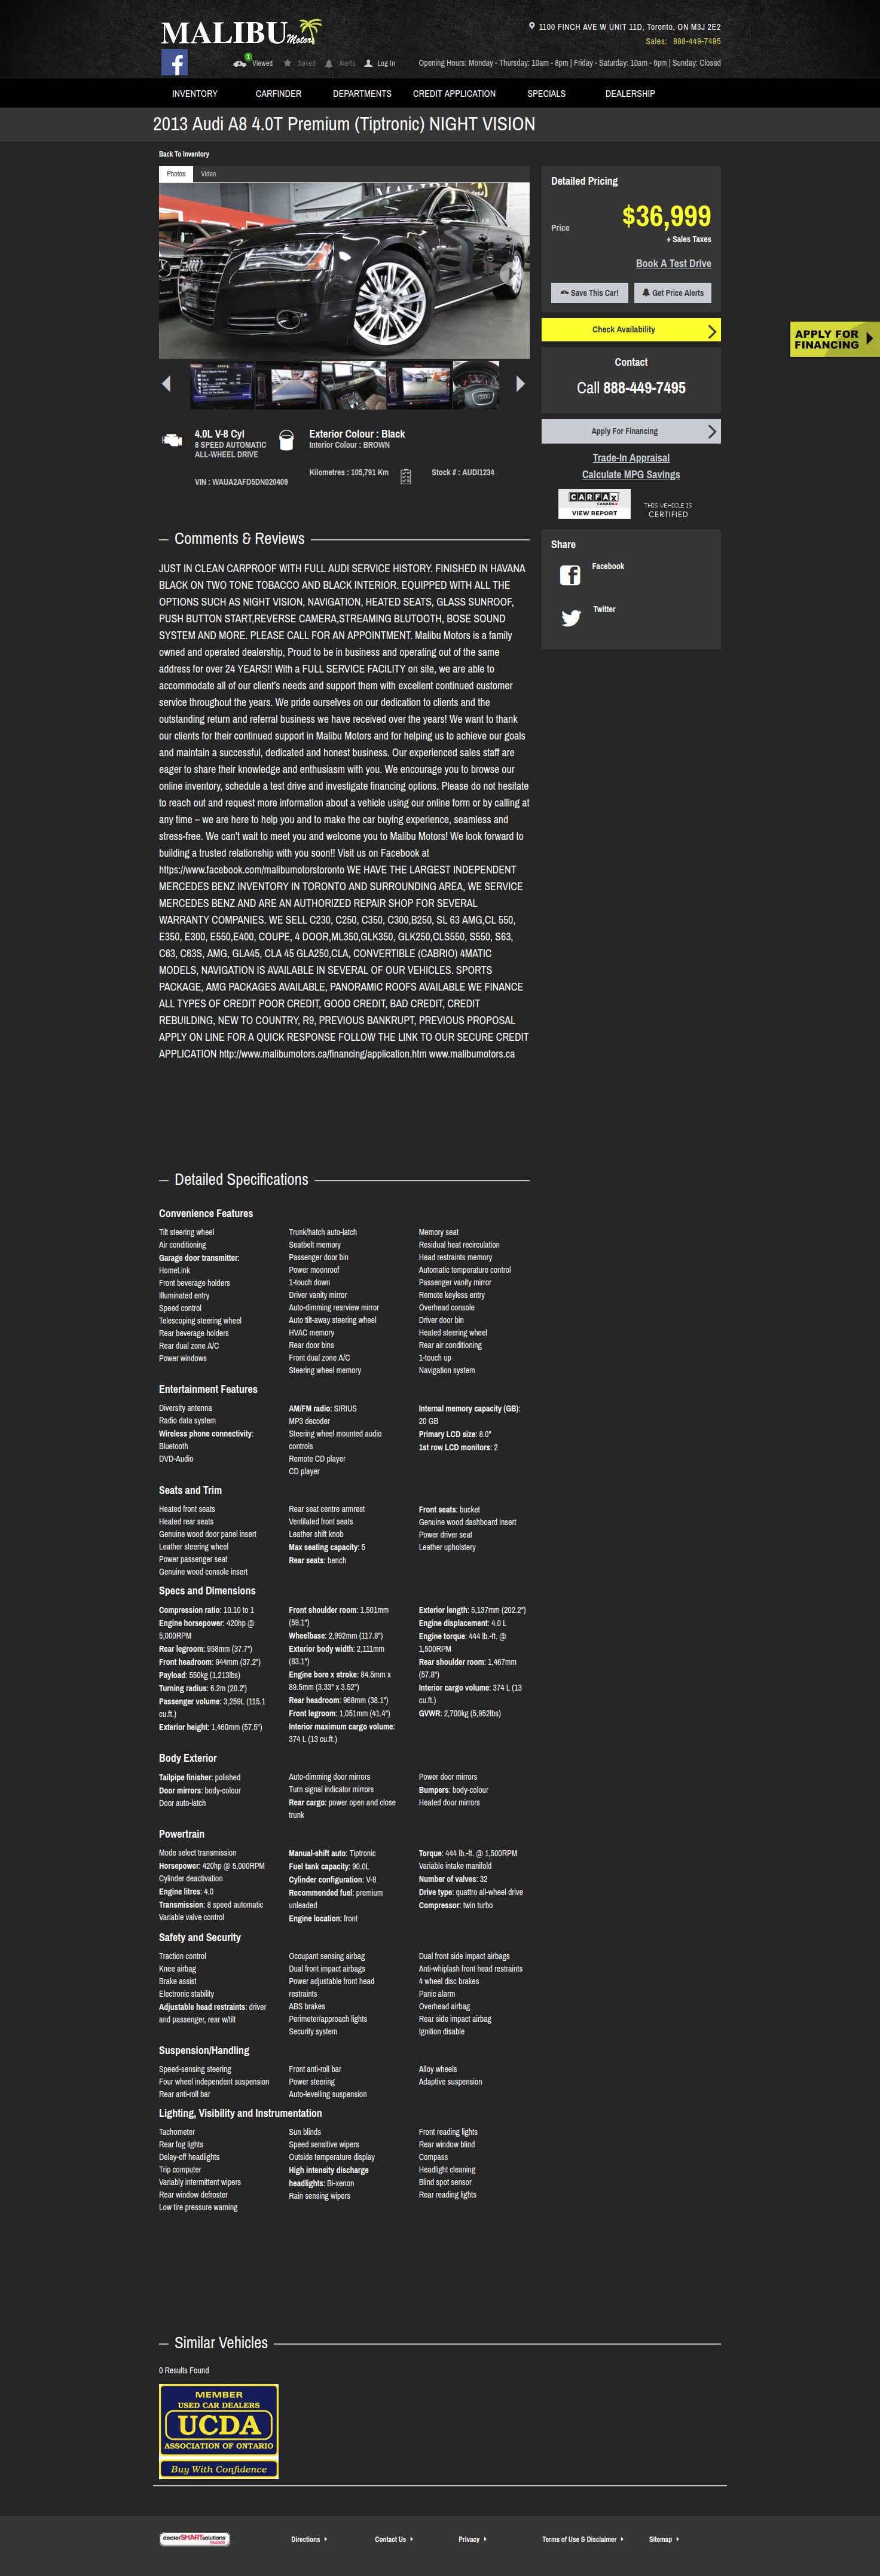 MALIBU
Motors
1100 FINCH AVE W UNIT 11D, Toronto, ON M3J 2E2
Sales: 888-449-7495
1
Viewed
Saved
Alerts
Log In
Opening Hours: Monday - Thursday: 10am - 8pm | Friday - Saturday: 10am - 6pm | Sunday: Closed
INVENTORY
CARFINDER
DEPARTMENTS
CREDIT APPLICATION
SPECIALS
DEALERSHIP
2013 Audi A8 4.0T Premium (Tiptronic) NIGHT VISION
Back To Inventory
Photos
Video
Detailed Pricing
Price
$36,999
+ Sales Taxes
Book A Test Drive
Save This Car!
Get Price Alerts
Check Availability
APPLY FOR
FINANCING
Contact
Call 888-449-7495
Apply For Financing
Trade-In Appraisal
Calculate MPG Savings
CARFAX
CANADA
VIEW REPORT
THIS VEHICLE IS
CERTIFIED
Share
Facebook
Twitter
4.0L V-8 Cyl
8 SPEED AUTOMATIC
ALL-WHEEL DRIVE
VIN : WAUA2AFD5DN020409
Exterior Colour : Black
Interior Colour : BROWN
Kilometres : 105,791 Km
Stock # : AUDI1234
Comments & Reviews
JUST IN CLEAN CARPROOF WITH FULL AUDI SERVICE HISTORY. FINISHED IN HAVANA
BLACK ON TWO TONE TOBACCO AND BLACK INTERIOR. EQUIPPED WITH ALL THE
OPTIONS SUCH AS NIGHT VISION, NAVIGATION, HEATED SEATS, GLASS SUNROOF,
PUSH BUTTON START,REVERSE CAMERA,STREAMING BLUTOOTH, BOSE SOUND
SYSTEM AND MORE. PLEASE CALL FOR AN APPOINTMENT. Malibu Motors is a family
owned and operated dealership, Proud to be in business and operating out of the same
address for over 24 YEARS!! With a FULL SERVICE FACILITY on site, we are able to
accommodate all of our client's needs and support them with excellent continued customer
service throughout the years. We pride ourselves on our dedication to clients and the
outstanding return and referral business we have received over the years! We want to thank
our clients for their continued support in Malibu Motors and for helping us to achieve our goals
and maintain a successful, dedicated and honest business. Our experienced sales staff are
eager to share their knowledge and enthusiasm with you. We encourage you to browse our
online inventory, schedule a test drive and investigate financing options. Please do not hesitate
to reach out and request more information about a vehicle using our online form or by calling at
any time – we are here to help you and to make the car buying experience, seamless and
stress-free. We can't wait to meet you and welcome you to Malibu Motors! We look forward to
building a trusted relationship with you soon!! Visit us on Facebook at
https://www.facebook.com/malibumotorstoronto WE HAVE THE LARGEST INDEPENDENT
MERCEDES BENZ INVENTORY IN TORONTO AND SURROUNDING AREA, WE SERVICE
MERCEDES BENZ AND ARE AN AUTHORIZED REPAIR SHOP FOR SEVERAL
WARRANTY COMPANIES. WE SELL C230, C250, C350, C300,B250, SL 63 AMG,CL 550,
E350, E300, E550,E400, COUPE, 4 DOOR,ML350,GLK350, GLK250,CLS550, S550, S63,
C63, C63S, AMG, GLA45, CLA 45 GLA250,CLA, CONVERTIBLE (CABRIO) 4MATIC
MODELS, NAVIGATION IS AVAILABLE IN SEVERAL OF OUR VEHICLES. SPORTS
PACKAGE, AMG PACKAGES AVAILABLE, PANORAMIC ROOFS AVAILABLE WE FINANCE
ALL TYPES OF CREDIT POOR CREDIT, GOOD CREDIT, BAD CREDIT, CREDIT
REBUILDING, NEW TO COUNTRY, R9, PREVIOUS BANKRUPT, PREVIOUS PROPOSAL
APPLY ON LINE FOR A QUICK RESPONSE FOLLOW THE LINK TO OUR SECURE CREDIT
APPLICATION http://www.malibumotors.ca/financing/application.htm www.malibumotors.ca
Detailed Specifications
Convenience Features
Tilt steering wheel
Air conditioning
Garage door transmitter:
HomeLink
Front beverage holders
Illuminated entry
Speed control
Telescoping steering wheel
Rear beverage holders
Rear dual zone A/C
Power windows
Trunk/hatch auto-latch
Seatbelt memory
Passenger door bin
Power moonroof
1-touch down
Driver vanity mirror
Auto-dimming rearview mirror
Auto tilt-away steering wheel
HVAC memory
Rear door bins
Front dual zone A/C
Steering wheel memory
Memory seat
Residual heat recirculation
Head restraints memory
Automatic temperature control
Passenger vanity mirror
Remote keyless entry
Overhead console
Driver door bin
Heated steering wheel
Rear air conditioning
1-touch up
Navigation system
Entertainment Features
Diversity antenna
Radio data system
Wireless phone connectivity:
Bluetooth
DVD-Audio
AM/FM radio: SIRIUS
MP3 decoder
Steering wheel mounted audio
controls
Remote CD player
CD player
Internal memory capacity (GB):
20 GB
Primary LCD size: 8.0"
1st row LCD monitors: 2
Seats and Trim
Heated front seats
Heated rear seats
Genuine wood door panel insert
Leather steering wheel
Power passenger seat
Genuine wood console insert
Rear seat centre armrest
Ventilated front seats
Leather shift knob
Max seating capacity: 5
Rear seats: bench
Front seats: bucket
Genuine wood dashboard insert
Power driver seat
Leather upholstery
Specs and Dimensions
Compression ratio: 10.10 to 1
Engine horsepower: 420hp @
5,000RPM
Rear legroom: 958mm (37.7")
Front headroom: 944mm (37.2")
Payload: 550kg (1,213lbs)
Turning radius: 6.2m (20.2')
Passenger volume: 3,259L (115.1
cu.ft.)
Exterior height: 1,460mm (57.5")
Front shoulder room: 1,501mm
(59.1")
Wheelbase: 2,992mm (117.8")
Exterior body width: 2,111mm
(83.1")
Engine bore x stroke: 84.5mm x
89.5mm (3.33" x 3.52")
Rear headroom: 968mm (38.1")
Front legroom: 1,051mm (41.4")
Interior maximum cargo volume:
374 L (13 cu.ft.)
Exterior length: 5,137mm (202.2")
Engine displacement: 4.0 L
Engine torque: 444 lb.-ft. @
1,500RPM
Rear shoulder room: 1,467mm
(57.8")
Interior cargo volume: 374 L (13
cu.ft.)
GVWR: 2,700kg (5,952lbs)
Body Exterior
Tailpipe finisher: polished
Door mirrors: body-colour
Door auto-latch
Auto-dimming door mirrors
Turn signal indicator mirrors
Rear cargo: power open and close
trunk
Power door mirrors
Bumpers: body-colour
Heated door mirrors
Powertrain
Mode select transmission
Horsepower: 420hp @ 5,000RPM
Cylinder deactivation
Engine litres: 4.0
Transmission: 8 speed automatic
Variable valve control
Manual-shift auto: Tiptronic
Fuel tank capacity: 90.0L
Cylinder configuration: V-8
Recommended fuel: premium
unleaded
Engine location: front
Torque: 444 lb.-ft. @ 1,500RPM
Variable intake manifold
Number of valves: 32
Drive type: quattro all-wheel drive
Compressor: twin turbo
Safety and Security
Traction control
Knee airbag
Brake assist
Electronic stability
Adjustable head restraints: driver
and passenger, rear w/tilt
Occupant sensing airbag
Dual front impact airbags
Power adjustable front head
restraints
ABS brakes
Perimeter/approach lights
Security system
Dual front side impact airbags
Anti-whiplash front head restraints
4 wheel disc brakes
Panic alarm
Overhead airbag
Rear side impact airbag
Ignition disable
Suspension/Handling
Speed-sensing steering
Four wheel independent suspension
Rear anti-roll bar
Front anti-roll bar
Power steering
Auto-levelling suspension
Alloy wheels
Adaptive suspension
Lighting, Visibility and Instrumentation
Tachometer
Rear fog lights
Delay-off headlights
Trip computer
Variably intermittent wipers
Rear window defroster
Low tire pressure warning
Sun blinds
Speed sensitive wipers
Outside temperature display
High intensity discharge
headlights: Bi-xenon
Rain sensing wipers
Front reading lights
Rear window blind
Compass
Headlight cleaning
Blind spot sensor
Rear reading lights
Similar Vehicles
0 Results Found
MEMBER
USED CAR DEALERS
UCDA
ASSOCIATION OF ONTARIO
Buy With Confidence
dealerSMARTsolutions
TRADER
Directions
Contact Us
Privacy
Terms of Use & Disclaimer
Sitemap